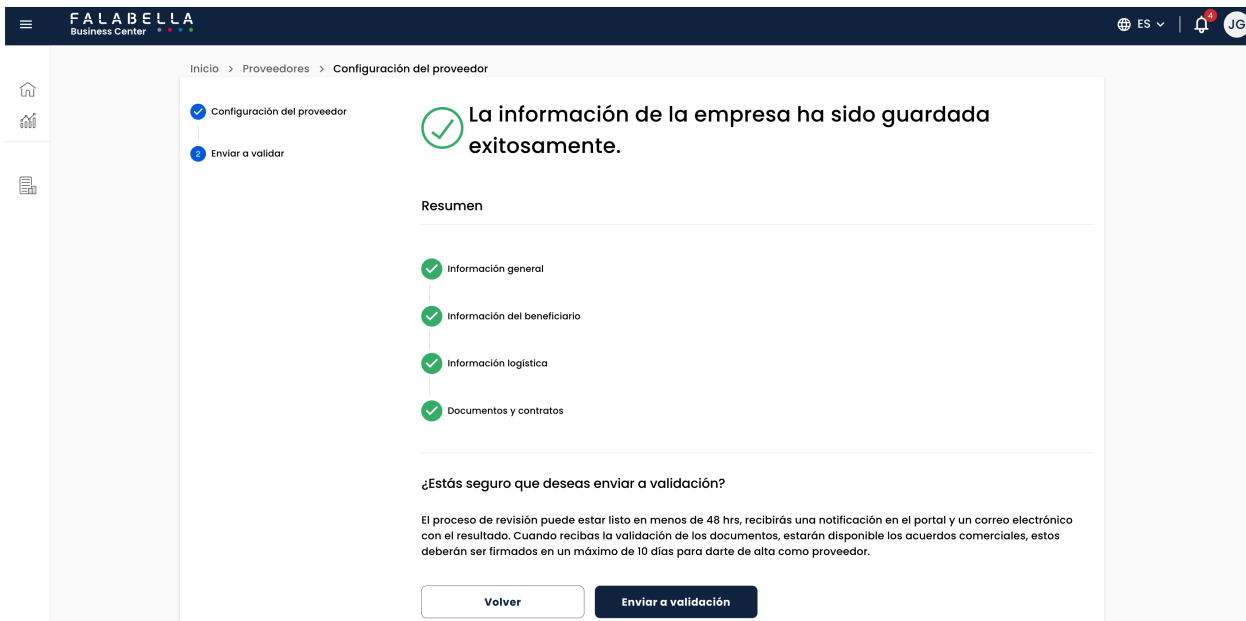 FALABELLA
Business Center
ES
4
JG
Inicio > Proveedores > Configuración del proveedor
Configuración del proveedor
2 Enviar a validar
La información de la empresa ha sido guardada
exitosamente.
Resumen
Información general
Información del beneficiario
Información logística
Documentos y contratos
¿Estás seguro que deseas enviar a validación?
El proceso de revisión puede estar listo en menos de 48 hrs, recibirás una notificación en el portal y un correo electrónico
con el resultado. Cuando recibas la validación de los documentos, estarán disponible los acuerdos comerciales, estos
deberán ser firmados en un máximo de 10 días para darte de alta como proveedor.
Volver
Enviar a validación